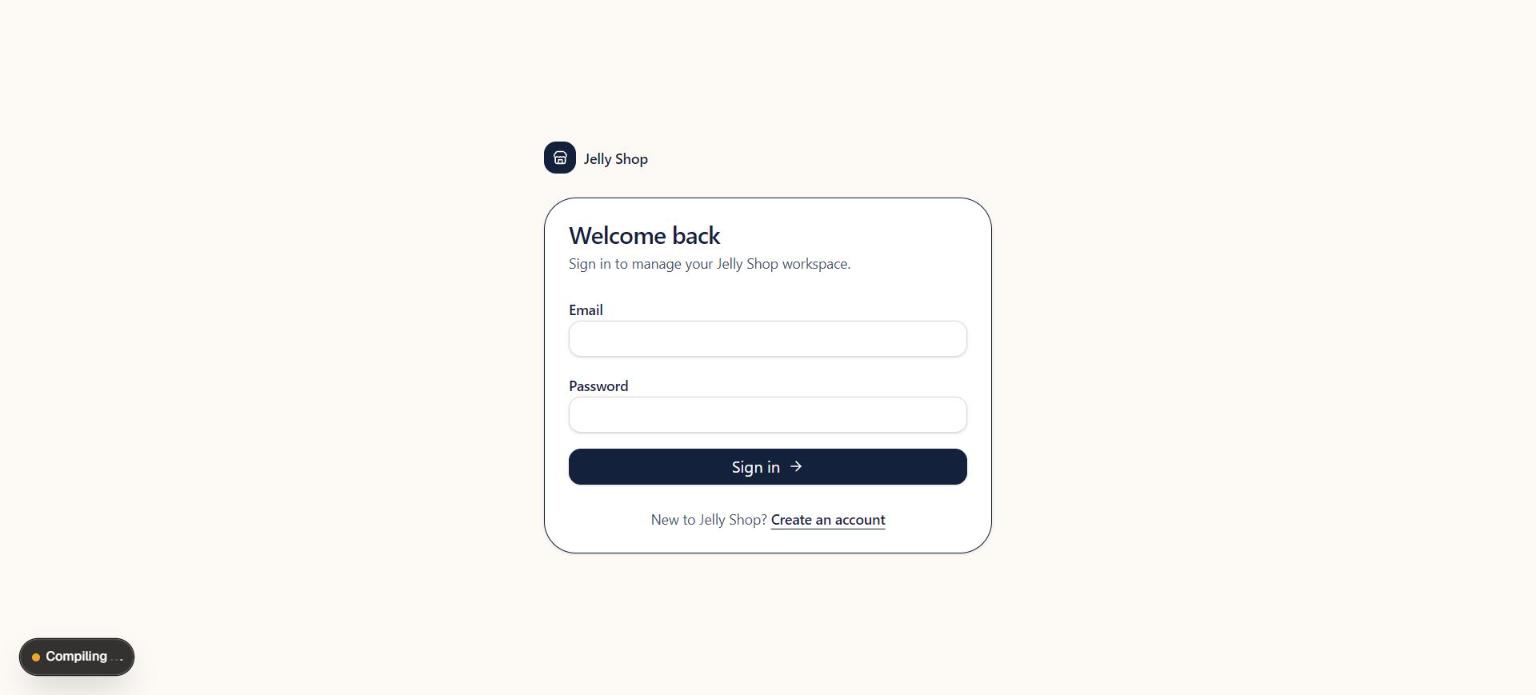 Jelly Shop
Welcome back
Sign in to manage your Jelly Shop workspace.
Email
Password
Sign in →
New to Jelly Shop? Create an account
Compiling ...